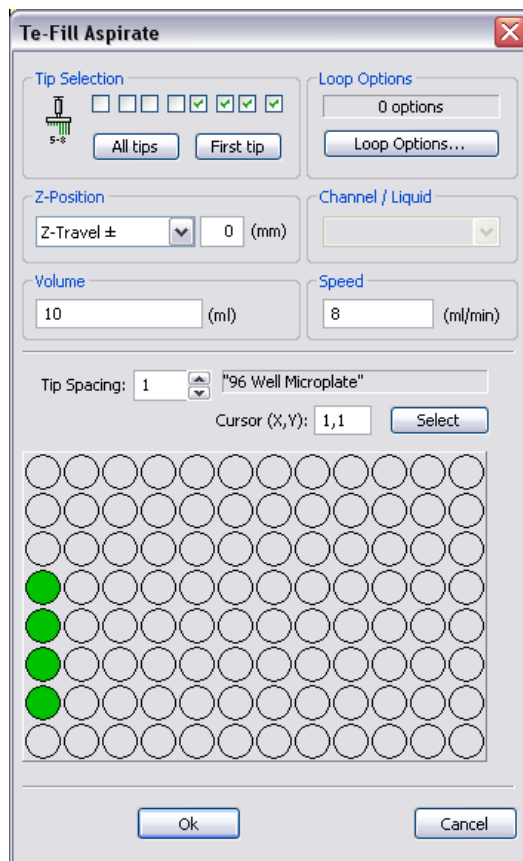 Te-Fill Aspirate
Tip Selection
5-8
All tips
First tip
Loop Options
0 options
Loop Options...
Z-Position
Z-Travel ±
0
(mm)
Channel / Liquid
Volume
10
(ml)
Speed
8
(ml/min)
Tip Spacing:
1
"96 Well Microplate"
Cursor (X,Y):
1,1
Select
Ok
Cancel